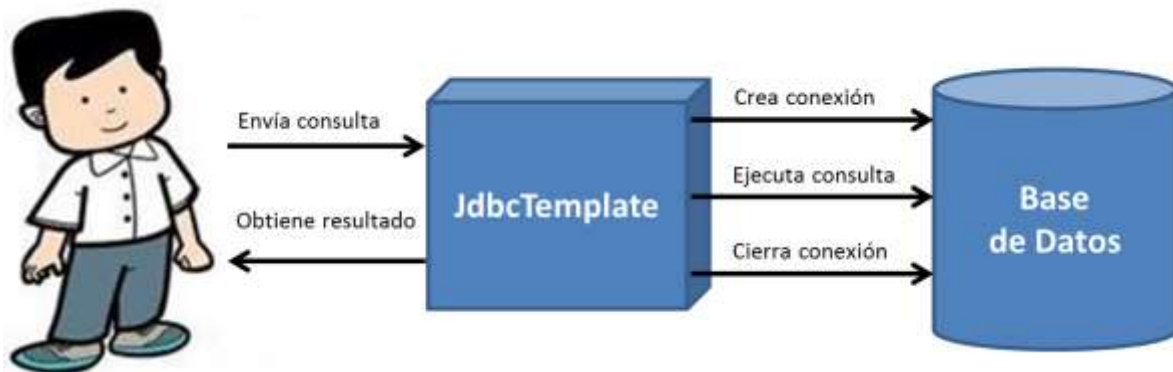 Envía consulta
Obtiene resultado
JdbcTemplate
Crea conexión
Ejecuta consulta
Cierra conexión
Base
de Datos